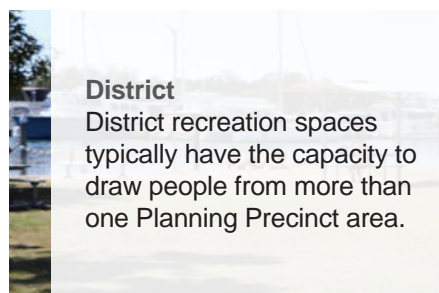 District
District recreation spaces
typically have the capacity to
draw people from more than
one Planning Precinct area.